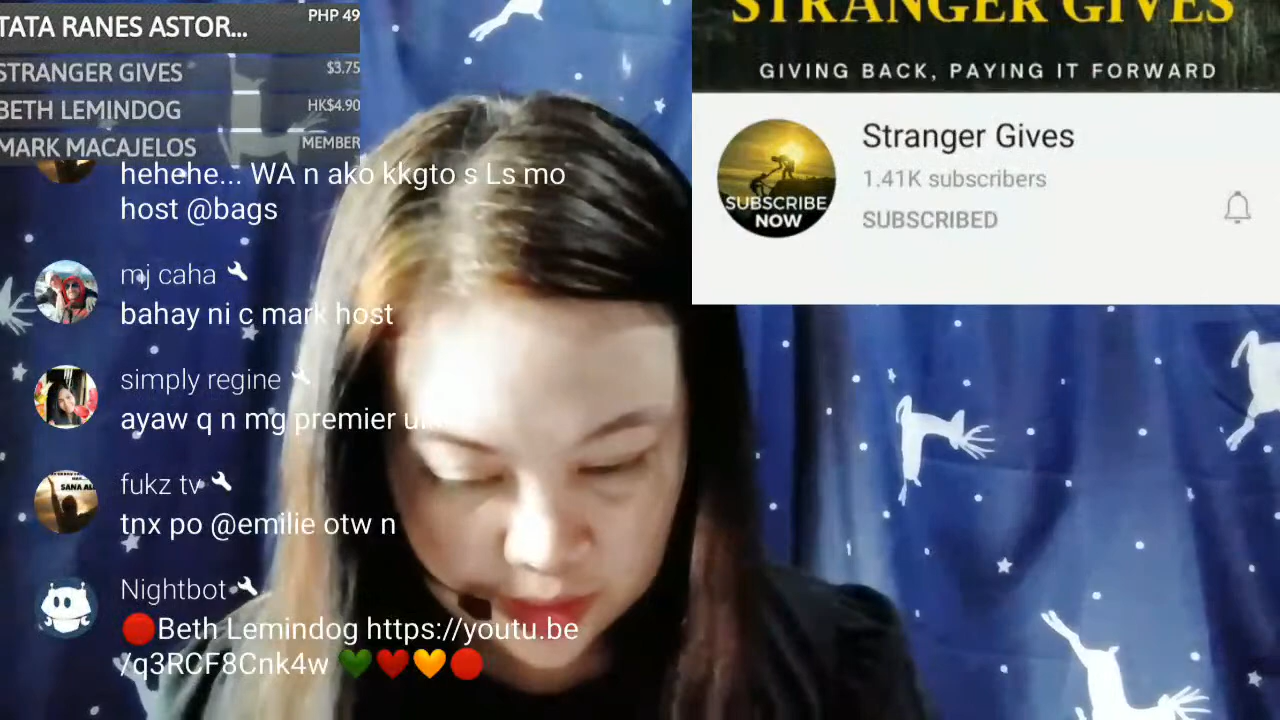 TATA RANES ASTOR...
PHP 49
STRANGER GIVES
$3.75
BETH LEMINDOG
HK$4.90
MARK MACAJELOS
MEMBER
hehehe... WA n ako kkgto s Ls mo
host @bags
mj caha
bahay ni c mark host
simply regine
ayaw q n mg premier
SANA ALL
fukz tv
tnx po @emilie otw n
Nightbot
🔴Beth Lemindog https://youtu.be
/q3RCF8Cnk4w 💚❤️🧡🔴
STRANGER GIVES
GIVING BACK, PAYING IT FORWARD
SUBSCRIBE
NOW
Stranger Gives
1.41K subscribers
SUBSCRIBED